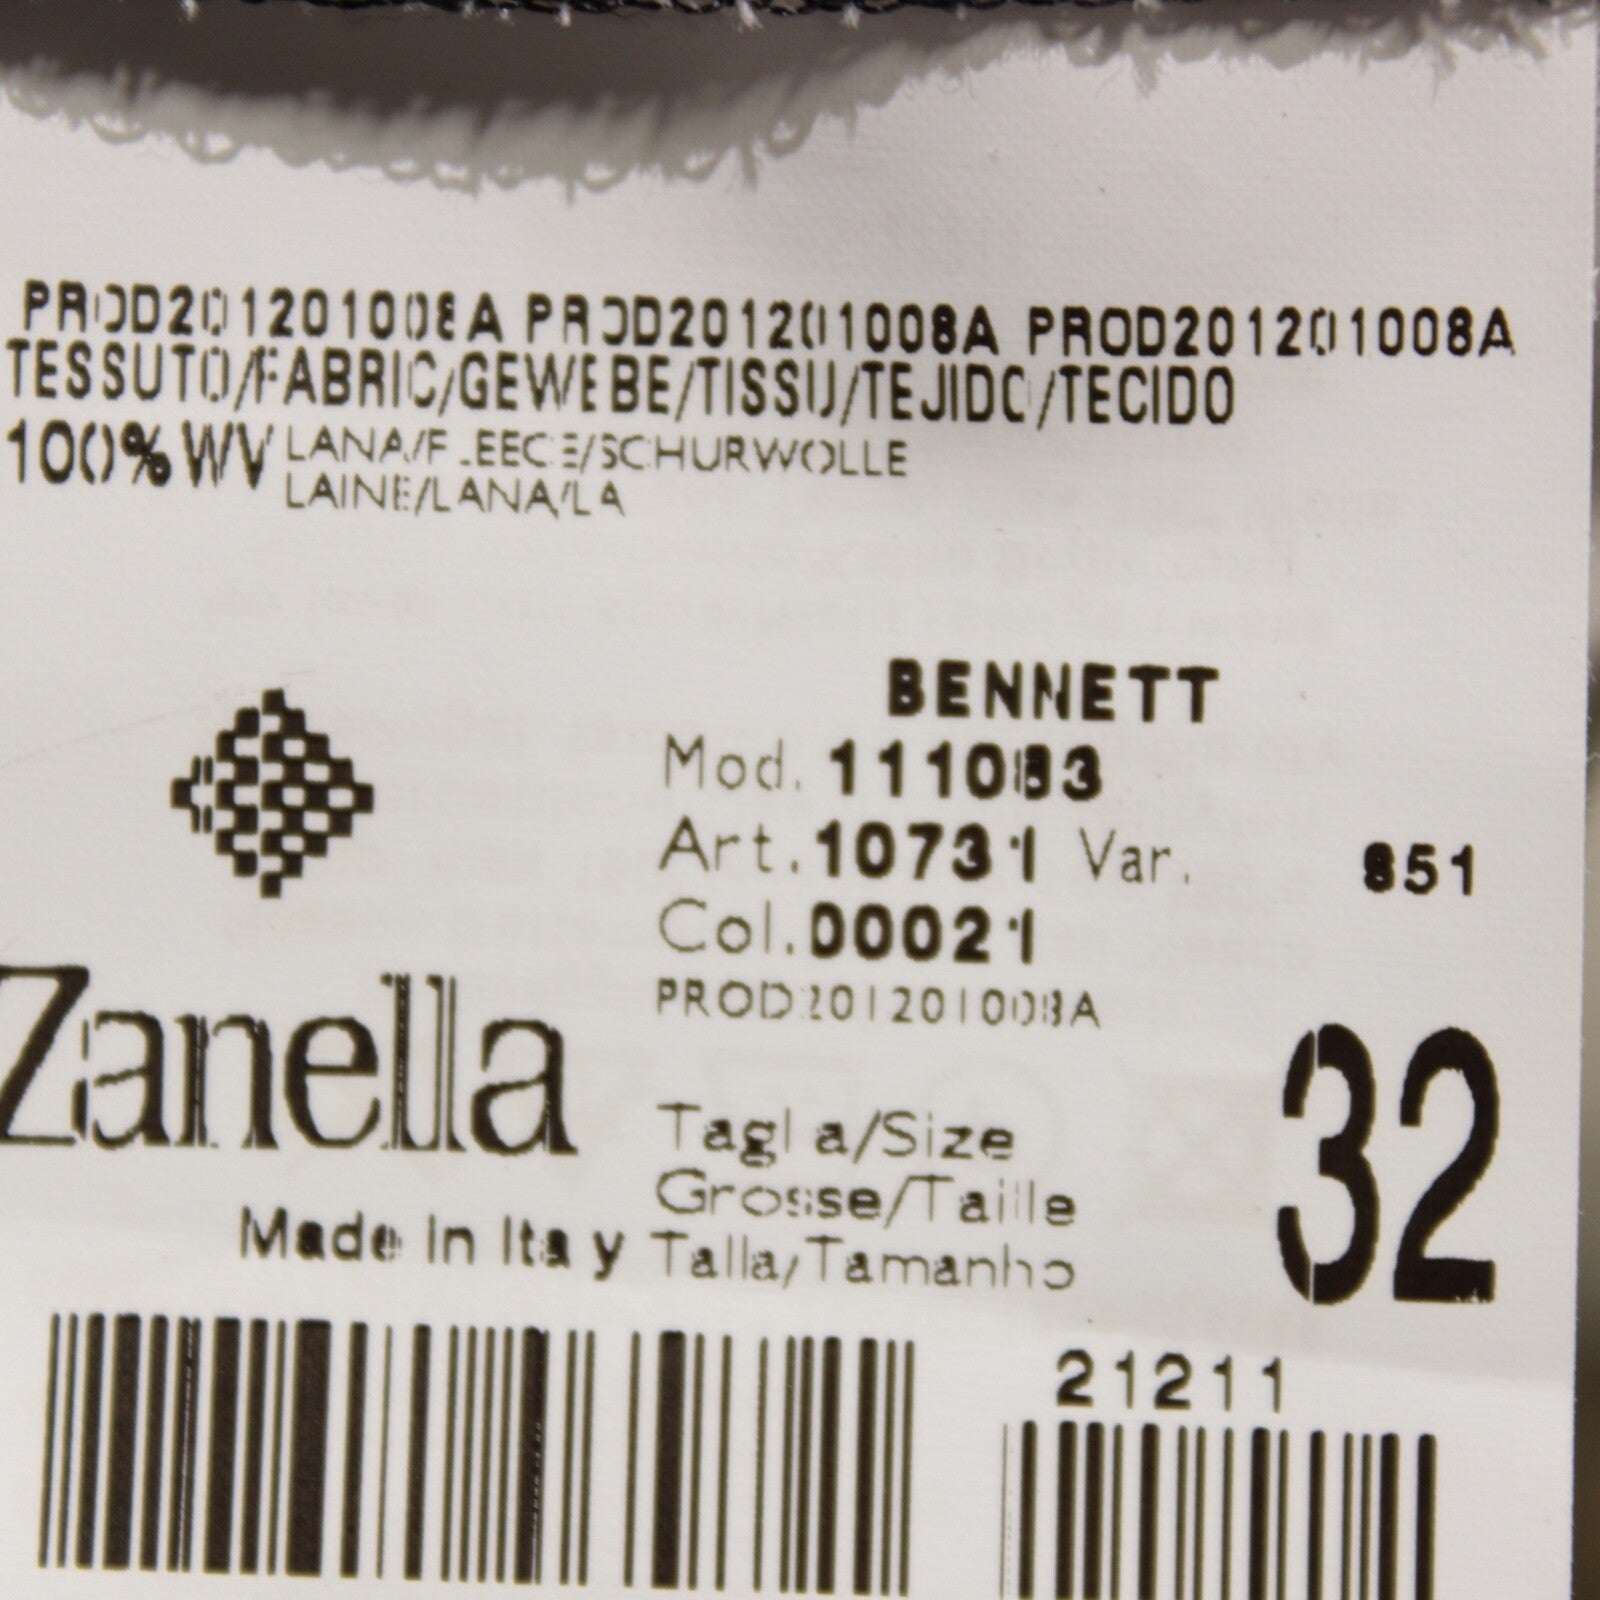 PROD201201008A PROD201201008A PROD201201008A
TESSUTO/FABRIC/GEWEBE/TISSU/TEJIDO/TECIDO
100% WV LANA/FLEECE/SCHURWOLLE
LAINE/LANA/LA
BENNETT
Mod. 111083
Art. 10731 Var. 851
Col. 00021
PROD201201008A
Zanella
Made In Italy
Taglia/Size
Grosse/Taille
Talla/Tamanho
32
21211